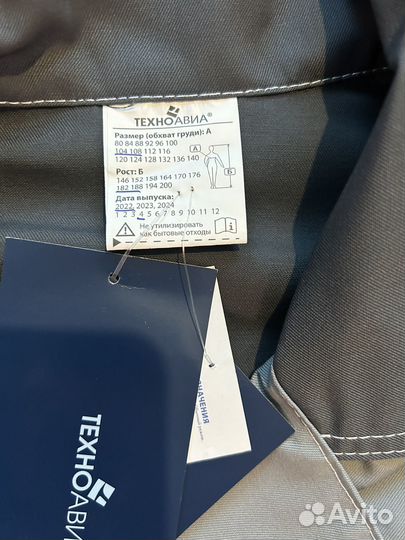 ТЕХНОАВИА®
Размер (обхват груди): А
80 84 88 92 96 100
104 108 112 116
120 124 128 132 136 140
А
Рост: Б
146 152 158 164 170 176
182 188 194 200
Б
Дата выпуска:
2022, 2023, 2024
1 2 3 4 5 6 7 8 9 10 11 12
Не утилизировать
как бытовые отходы
НАЗНАЧЕНИЯ
ТЕХНОАВИА
Avito